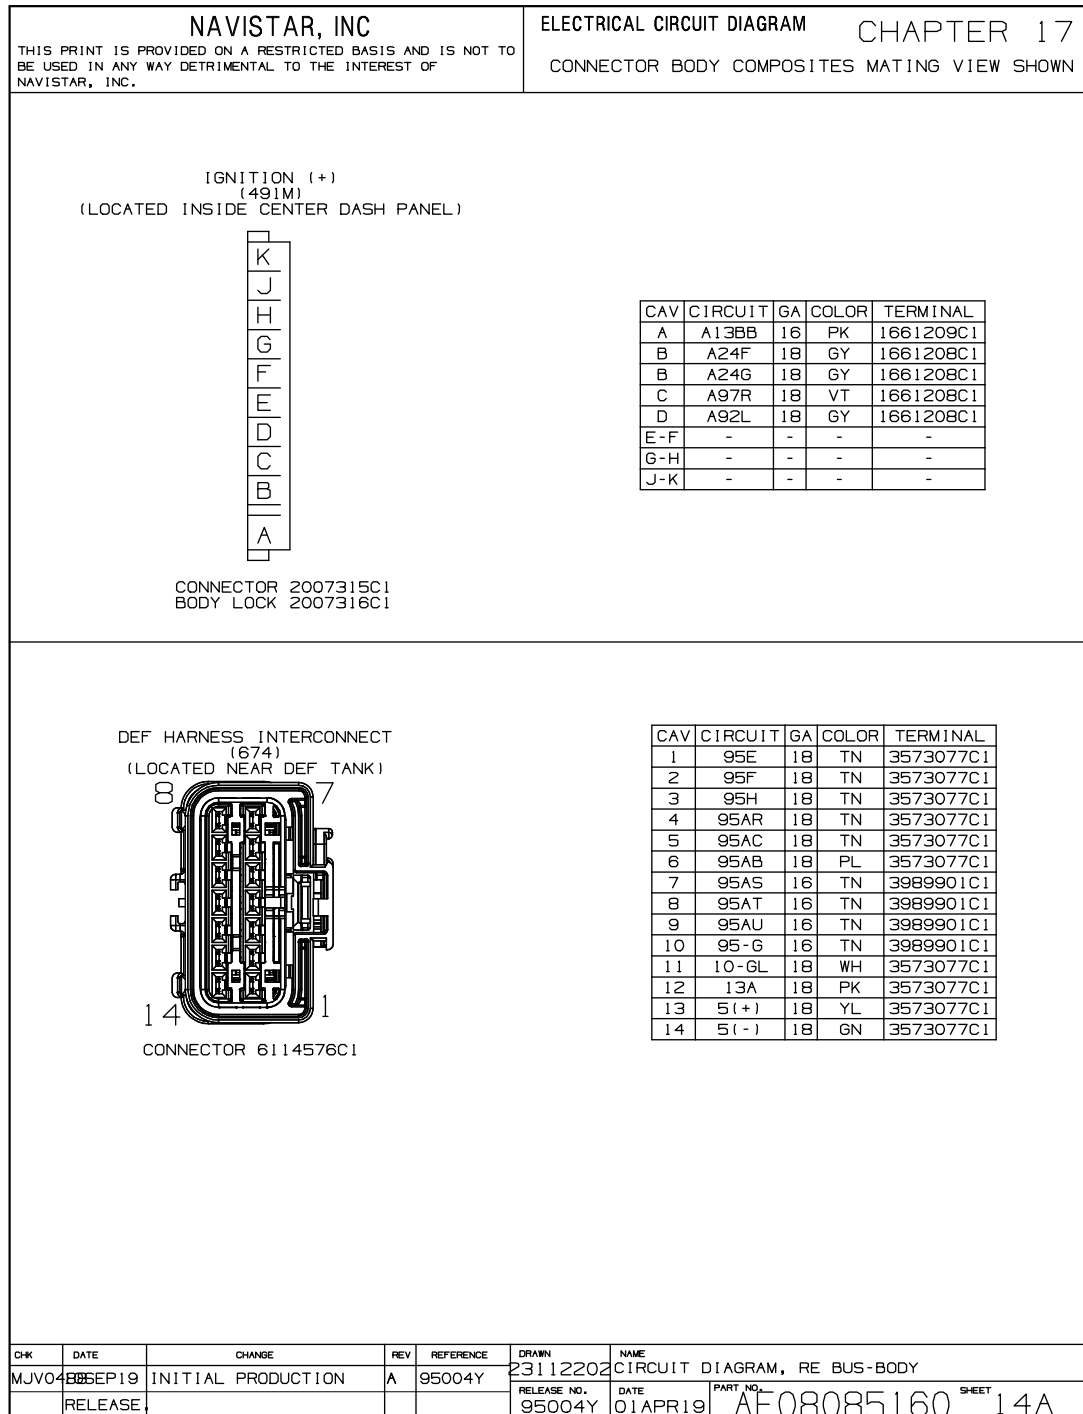 NAVISTAR, INC
THIS PRINT IS PROVIDED ON A RESTRICTED BASIS AND IS NOT TO
BE USED IN ANY WAY DETRIMENTAL TO THE INTEREST OF
NAVISTAR, INC.
ELECTRICAL CIRCUIT DIAGRAM
CHAPTER 17
CONNECTOR BODY COMPOSITES MATING VIEW SHOWN
IGNITION (+)
(491M)
(LOCATED INSIDE CENTER DASH PANEL)
K
J
H
G
F
E
D
C
B
A
CONNECTOR 2007315C1
BODY LOCK 2007316C1
CAV CIRCUIT GA COLOR TERMINAL
A A13BB 16 PK 1661209C1
B A24F 18 GY 1661208C1
B A24G 18 GY 1661208C1
C A97R 18 VT 1661208C1
D A92L 18 GY 1661208C1
E-F - - - -
G-H - - - -
J-K - - - -
DEF HARNESS INTERCONNECT
(674)
(LOCATED NEAR DEF TANK)
8 7
14 1
CONNECTOR 6114576C1
CAV CIRCUIT GA COLOR TERMINAL
1 95E 18 TN 3573077C1
2 95F 18 TN 3573077C1
3 95H 18 TN 3573077C1
4 95AR 18 TN 3573077C1
5 95AC 18 TN 3573077C1
6 95AB 18 PL 3573077C1
7 95AS 16 TN 3989901C1
8 95AT 16 TN 3989901C1
9 95AU 16 TN 3989901C1
10 95-G 16 TN 3989901C1
11 10-GL 18 WH 3573077C1
12 13A 18 PK 3573077C1
13 5(+) 18 YL 3573077C1
14 5(-) 18 GN 3573077C1
CHK DATE CHANGE REV REFERENCE
INITIAL PRODUCTION A 95004Y
RELEASE.
DRAWN
23112202
NAME
CIRCUIT DIAGRAM, RE BUS-BODY
RELEASE NO.
95004Y
DATE
01APR19
PART NO.
AF08085160
SHEET
14A